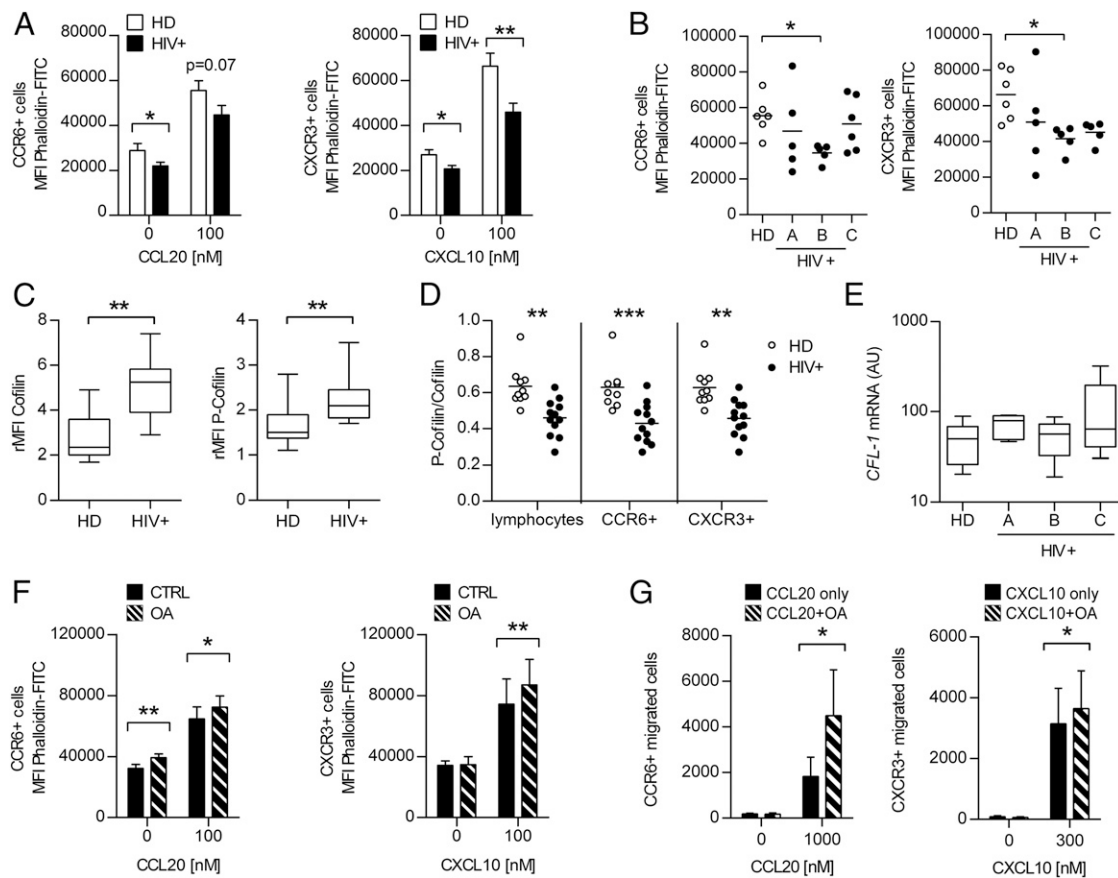 A
HD
HIV+
CCR6+ cells
MFI Phalloidin-FITC
80000
60000
40000
20000
0
*
p=0.07
0 100
CCL20 [nM]
HD
HIV+
CXCR3+ cells
MFI Phalloidin-FITC
80000
60000
40000
20000
0
*
**
0 100
CXCL10 [nM]
B
CCR6+ cells
MFI Phalloidin-FITC
100000
80000
60000
40000
20000
0
*
HD A B C
HIV +
CXCR3+ cells
MFI Phalloidin-FITC
100000
80000
60000
40000
20000
0
*
HD A B C
HIV +
C
rMFI Cofilin
8
6
4
2
0
**
HD HIV+
rMFI P-Cofilin
4
3
2
1
0
**
HD HIV+
D
P-Cofilin/Cofilin
1.0
0.8
0.6
0.4
0.2
0.0
** *** **
HD
HIV+
lymphocytes CCR6+ CXCR3+
E
CFL-1 mRNA (AU)
1000
100
10
HD A B C
HIV+
F
CTRL
OA
CCR6+ cells
MFI Phalloidin-FITC
120000
80000
40000
0
**
*
0 100
CCL20 [nM]
CTRL
OA
CXCR3+ cells
MFI Phalloidin-FITC
120000
80000
40000
0
**
0 100
CXCL10 [nM]
G
CCL20 only
CCL20+OA
CCR6+ migrated cells
8000
6000
4000
2000
0
*
0 1000
CCL20 [nM]
CXCL10 only
CXCL10+OA
CXCR3+ migrated cells
6000
4000
2000
0
*
0 300
CXCL10 [nM]